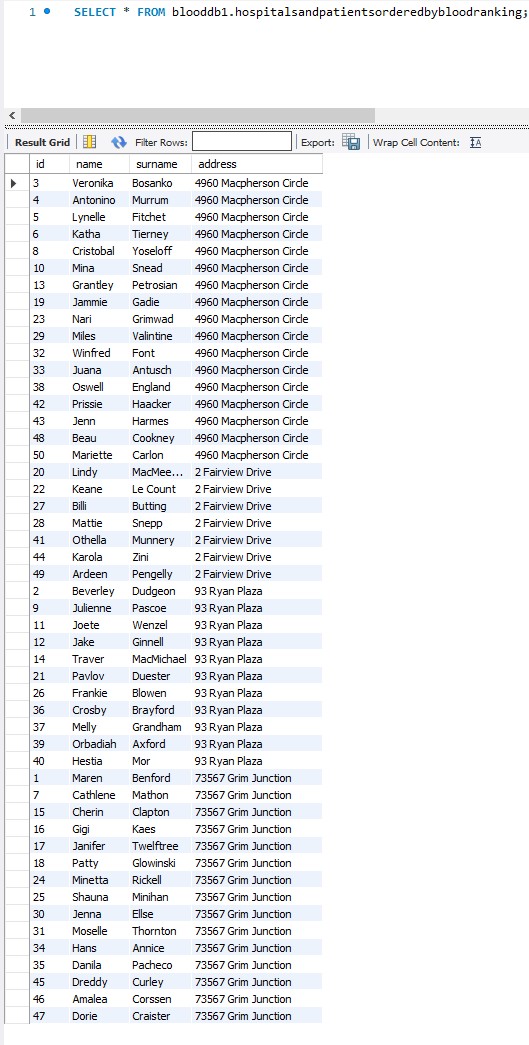 1 SELECT * FROM blooddb1.hospitalsandpatientsorderedbybloodranking;
Result Grid Filter Rows: Export: Wrap Cell Content:
id name surname address
3 Veronika Bosanko 4960 Macpherson Circle
4 Antonino Murrum 4960 Macpherson Circle
5 Lynelle Fitchet 4960 Macpherson Circle
6 Katha Tierney 4960 Macpherson Circle
8 Cristobal Yoseloff 4960 Macpherson Circle
10 Mina Snead 4960 Macpherson Circle
13 Grantley Petrosian 4960 Macpherson Circle
19 Jammie Gadie 4960 Macpherson Circle
23 Nari Grimwad 4960 Macpherson Circle
29 Miles Valintine 4960 Macpherson Circle
32 Winfred Font 4960 Macpherson Circle
33 Juana Antusch 4960 Macpherson Circle
38 Oswell England 4960 Macpherson Circle
42 Prissie Haacker 4960 Macpherson Circle
43 Jenn Harmes 4960 Macpherson Circle
48 Beau Cookney 4960 Macpherson Circle
50 Mariette Carlon 4960 Macpherson Circle
20 Lindy MacMee... 2 Fairview Drive
22 Keane Le Count 2 Fairview Drive
27 Billi Butting 2 Fairview Drive
28 Mattie Snepp 2 Fairview Drive
41 Othella Munnery 2 Fairview Drive
44 Karola Zini 2 Fairview Drive
49 Ardeen Pengelly 2 Fairview Drive
2 Beverley Dudgeon 93 Ryan Plaza
9 Julienne Pascoe 93 Ryan Plaza
11 Joete Wenzel 93 Ryan Plaza
12 Jake Ginnell 93 Ryan Plaza
14 Traver MacMichael 93 Ryan Plaza
21 Pavlov Duester 93 Ryan Plaza
26 Frankie Blowen 93 Ryan Plaza
36 Crosby Brayford 93 Ryan Plaza
37 Melly Grandham 93 Ryan Plaza
39 Orbadiah Axford 93 Ryan Plaza
40 Hestia Mor 93 Ryan Plaza
1 Maren Benford 73567 Grim Junction
7 Cathlene Mathon 73567 Grim Junction
15 Cherin Clapton 73567 Grim Junction
16 Gigi Kaes 73567 Grim Junction
17 Janifer Twelftree 73567 Grim Junction
18 Patty Glowinski 73567 Grim Junction
24 Minetta Rickell 73567 Grim Junction
25 Shauna Minihan 73567 Grim Junction
30 Jenna Ellse 73567 Grim Junction
31 Moselle Thornton 73567 Grim Junction
34 Hans Annice 73567 Grim Junction
35 Danila Pacheco 73567 Grim Junction
45 Dreddy Curley 73567 Grim Junction
46 Amalea Corssen 73567 Grim Junction
47 Dorie Craister 73567 Grim Junction